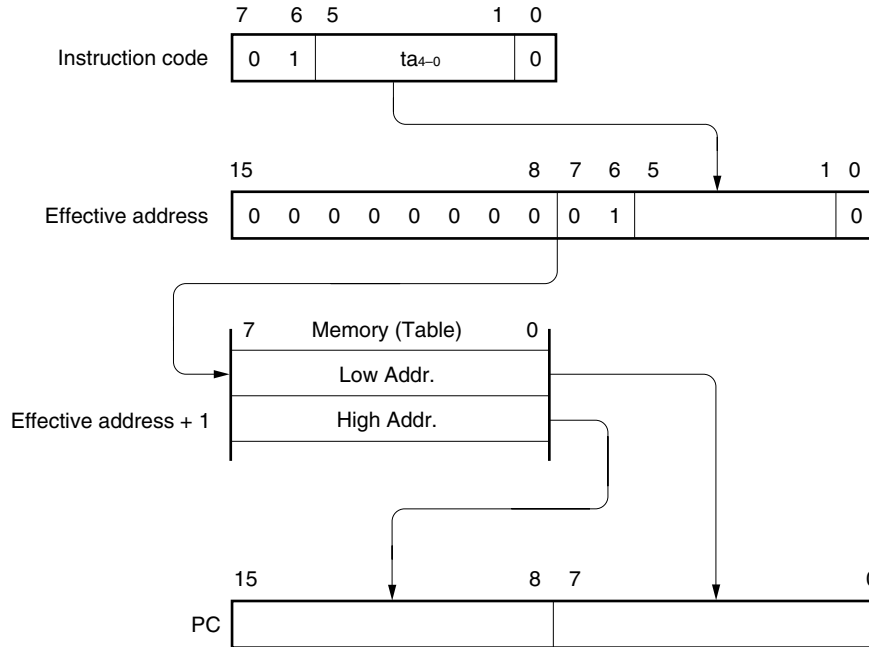 7 6 5 1 0
Instruction code 0 1 ta4–0 0
15 8 7 6 5 1 0
Effective address 0 0 0 0 0 0 0 0 0 1 0
7 Memory (Table) 0
Low Addr.
Effective address + 1 High Addr.
15 8 7 0
PC